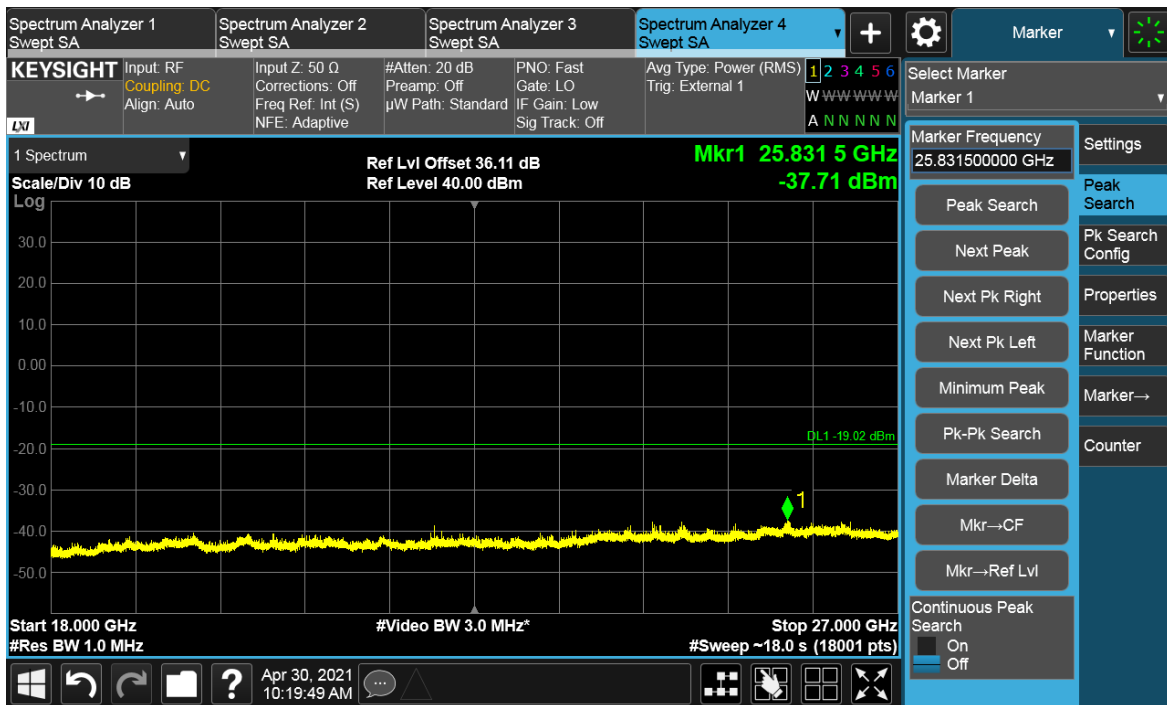 Spectrum Analyzer 1
Swept SA
Spectrum Analyzer 2
Swept SA
Spectrum Analyzer 3
Swept SA
Spectrum Analyzer 4
Swept SA
▼
+
Marker
▼
KEYSIGHT
LXI
Input: RF
Coupling: DC
Align: Auto
Input Z: 50 Ω
Corrections: Off
Freq Ref: Int (S)
NFE: Adaptive
#Atten: 20 dB
Preamp: Off
µW Path: Standard
PNO: Fast
Gate: LO
IF Gain: Low
Sig Track: Off
Avg Type: Power (RMS)
Trig: External 1
1 2 3 4 5 6
W W W W W W
A N N N N N
1 Spectrum
▼
Scale/Div 10 dB
Log
Ref Lvl Offset 36.11 dB
Ref Level 40.00 dBm
Mkr1 25.831 5 GHz
-37.71 dBm
30.0
20.0
10.0
0.00
-10.0
-20.0
-30.0
-40.0
-50.0
DL1 -19.02 dBm
1
Start 18.000 GHz
#Res BW 1.0 MHz
#Video BW 3.0 MHz*
Stop 27.000 GHz
#Sweep ~18.0 s (18001 pts)
Select Marker
Marker 1
▼
Marker Frequency
25.831500000 GHz
Peak Search
Next Peak
Next Pk Right
Next Pk Left
Minimum Peak
Pk-Pk Search
Marker Delta
Mkr→CF
Mkr→Ref Lvl
Continuous Peak
Search
On
Off
Settings
Peak
Search
Pk Search
Config
Properties
Marker
Function
Marker→
Counter
?
Apr 30, 2021
10:19:49 AM